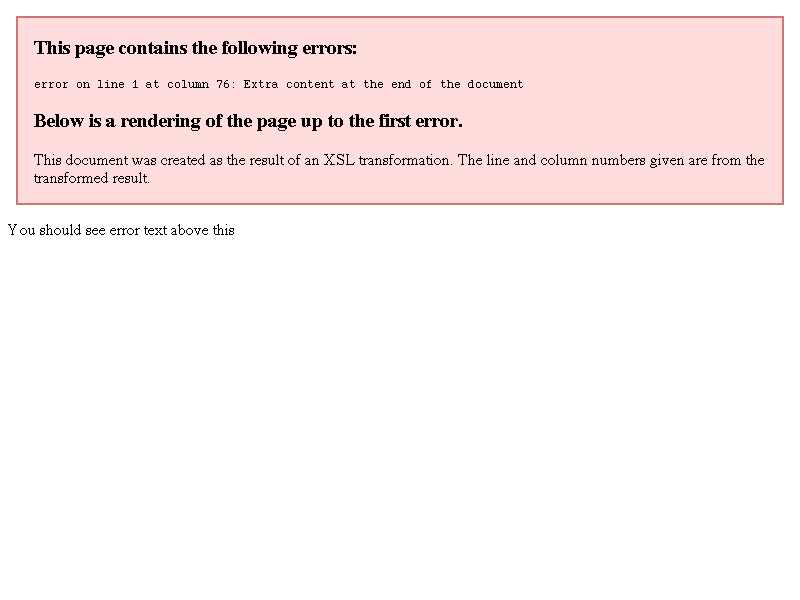 This page contains the following errors:
error on line 1 at column 76: Extra content at the end of the document
Below is a rendering of the page up to the first error.
This document was created as the result of an XSL transformation. The line and column numbers given are from the
transformed result.
You should see error text above this